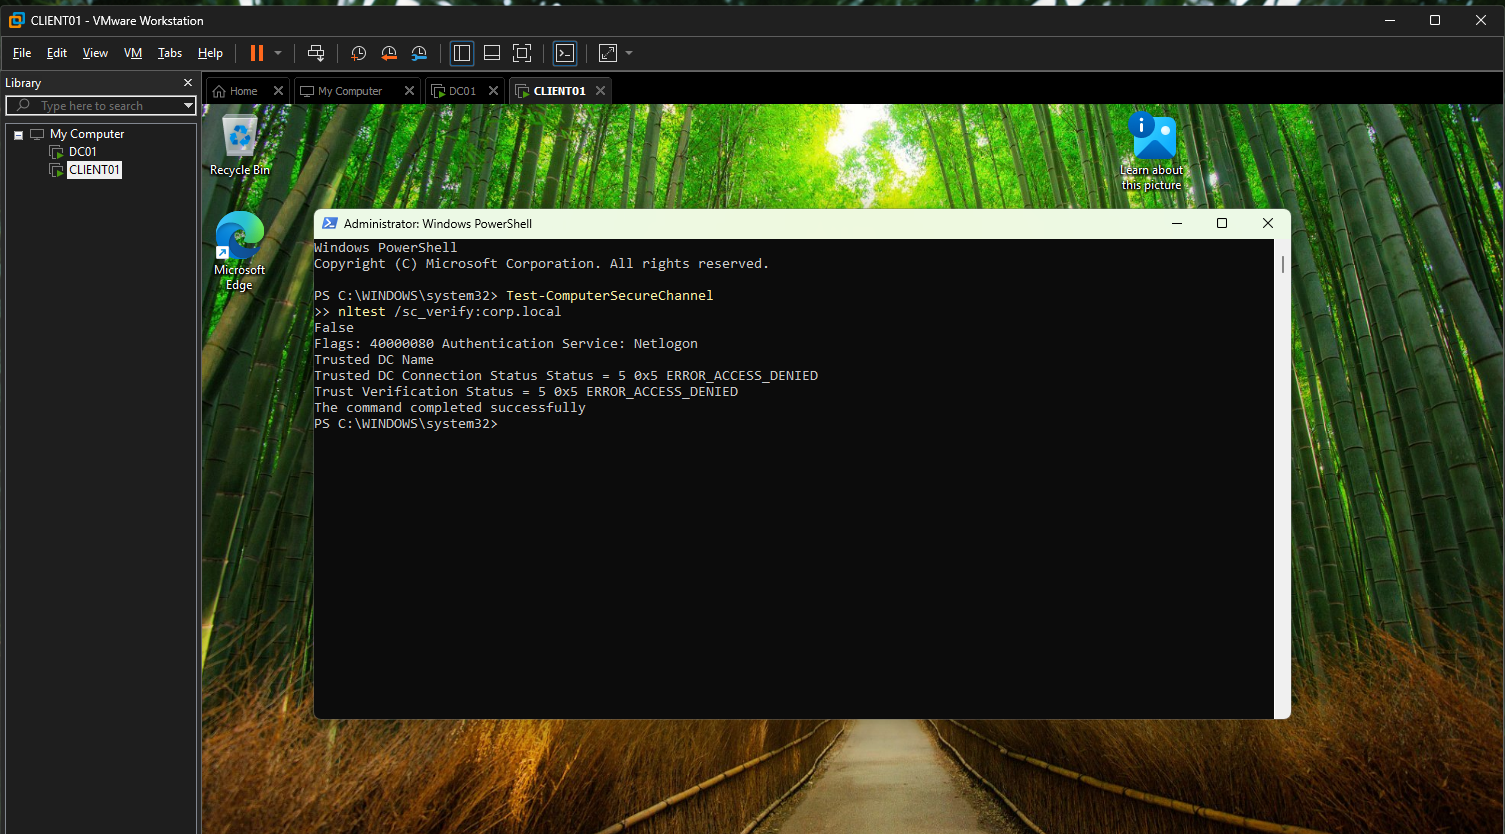 CLIENT01 - VMware Workstation
File Edit View VM Tabs Help
Library
Type here to search
My Computer
DC01
CLIENT01
Home
My Computer
DC01
CLIENT01
Recycle Bin
Learn about
this picture
Microsoft
Edge
Administrator: Windows PowerShell
Windows PowerShell
Copyright (C) Microsoft Corporation. All rights reserved.
PS C:\WINDOWS\system32> Test-ComputerSecureChannel
>> nltest /sc_verify:corp.local
False
Flags: 40000080 Authentication Service: Netlogon
Trusted DC Name
Trusted DC Connection Status Status = 5 0x5 ERROR_ACCESS_DENIED
Trust Verification Status = 5 0x5 ERROR_ACCESS_DENIED
The command completed successfully
PS C:\WINDOWS\system32>